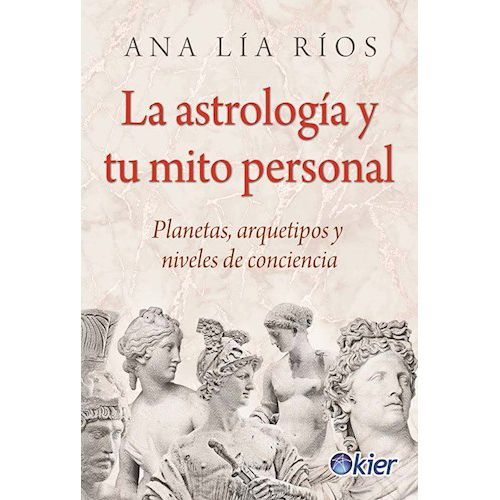 ANA LÍA RÍOS
La astrología y
tu mito personal
Planetas, arquetipos y
niveles de conciencia
kier